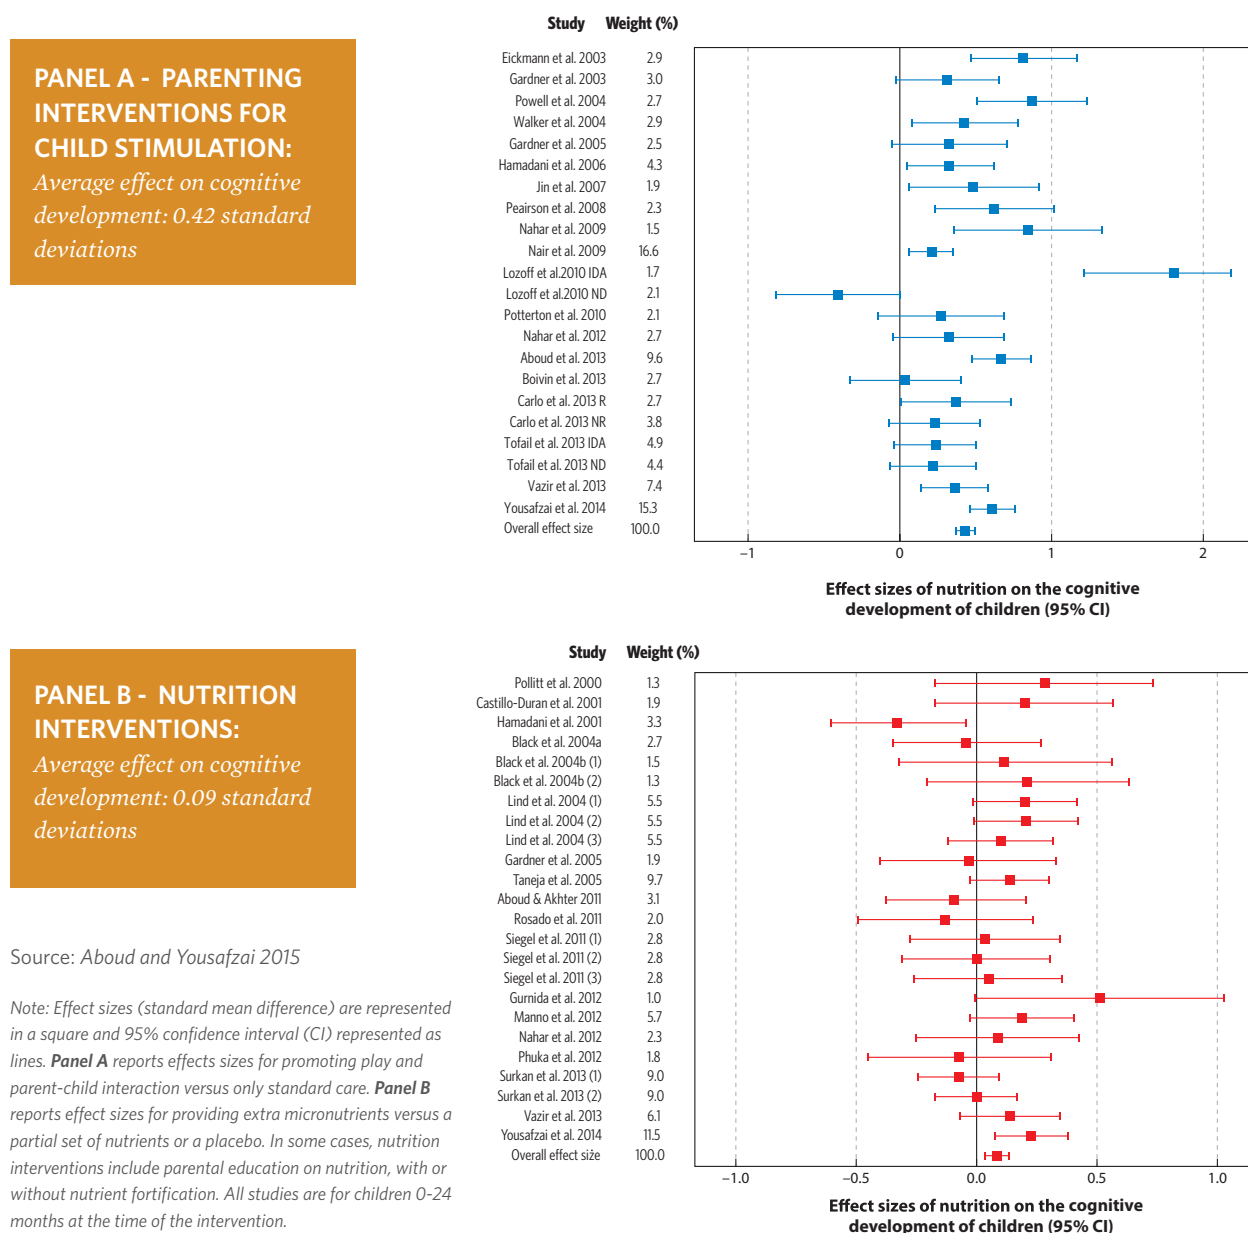 PANEL A - PARENTING
INTERVENTIONS FOR
CHILD STIMULATION:
Average effect on cognitive
development: 0.42 standard
deviations
Study Weight (%)
Eickmann et al. 2003 2.9
Gardner et al. 2003 3.0
Powell et al. 2004 2.7
Walker et al. 2004 2.9
Gardner et al. 2005 2.5
Hamadani et al. 2006 4.3
Jin et al. 2007 1.9
Peairson et al. 2008 2.3
Nahar et al. 2009 1.5
Nair et al. 2009 16.6
Lozoff et al.2010 IDA 1.7
Lozoff et al.2010 ND 2.1
Potterton et al. 2010 2.1
Nahar et al. 2012 2.7
Aboud et al. 2013 9.6
Boivin et al. 2013 2.7
Carlo et al. 2013 R 2.7
Carlo et al. 2013 NR 3.8
Tofail et al. 2013 IDA 4.9
Tofail et al. 2013 ND 4.4
Vazir et al. 2013 7.4
Yousafzai et al. 2014 15.3
Overall effect size 100.0
−1 0 1 2
Effect sizes of nutrition on the cognitive
development of children (95% CI)
PANEL B - NUTRITION
INTERVENTIONS:
Average effect on cognitive
development: 0.09 standard
deviations
Study Weight (%)
Pollitt et al. 2000 1.3
Castillo-Duran et al. 2001 1.9
Hamadani et al. 2001 3.3
Black et al. 2004a 2.7
Black et al. 2004b (1) 1.5
Black et al. 2004b (2) 1.3
Lind et al. 2004 (1) 5.5
Lind et al. 2004 (2) 5.5
Lind et al. 2004 (3) 5.5
Gardner et al. 2005 1.9
Taneja et al. 2005 9.7
Aboud & Akhter 2011 3.1
Rosado et al. 2011 2.0
Siegel et al. 2011 (1) 2.8
Siegel et al. 2011 (2) 2.8
Siegel et al. 2011 (3) 2.8
Gurnida et al. 2012 1.0
Manno et al. 2012 5.7
Nahar et al. 2012 2.3
Phuka et al. 2012 1.8
Surkan et al. 2013 (1) 9.0
Surkan et al. 2013 (2) 9.0
Vazir et al. 2013 6.1
Yousafzai et al. 2014 11.5
Overall effect size 100.0
−1.0 −0.5 0.0 0.5 1.0
Effect sizes of nutrition on the cognitive
development of children (95% CI)
Source: Aboud and Yousafzai 2015
Note: Effect sizes (standard mean difference) are represented
in a square and 95% confidence interval (CI) represented as
lines. Panel A reports effects sizes for promoting play and
parent-child interaction versus only standard care. Panel B
reports effect sizes for providing extra micronutrients versus a
partial set of nutrients or a placebo. In some cases, nutrition
interventions include parental education on nutrition, with or
without nutrient fortification. All studies are for children 0-24
months at the time of the intervention.